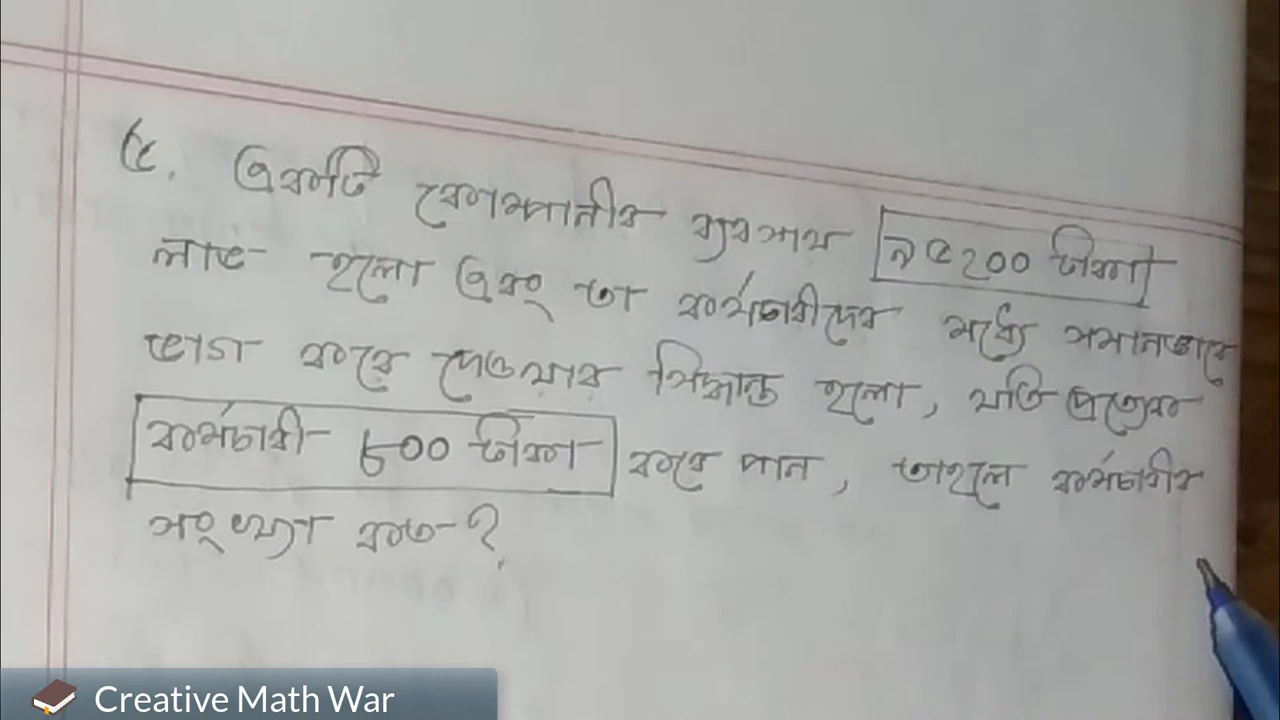 ৫. একটি কোম্পানীর ব্যবসায় ৯৫২০০ টাকা
লাভ হলো এবং তা কর্মচারীদের মধ্যে সমানভাবে
ভাগ করে দেওয়ার সিদ্ধান্ত হলো, যদি প্রত্যেক
কর্মচারী ৮০০ টাকা করে পান, তাহলে কর্মচারীর
সংখ্যা কত?
Creative Math War